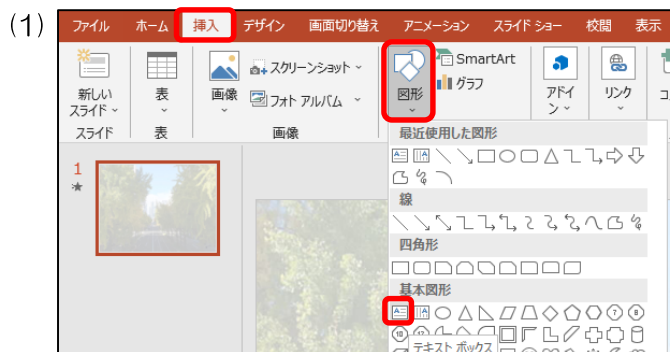 (1)
ファイル ホーム 挿入 デザイン 画面切り替え アニメーション スライド ショー 校閲 表示
新しい
スライド
表
画像
スクリーンショット
フォト アルバム
図形
SmartArt
グラフ
アドイ
ン
リンク
コ
スライド 表 画像
最近使用した図形
線
四角形
基本図形
テキスト ボックス
1